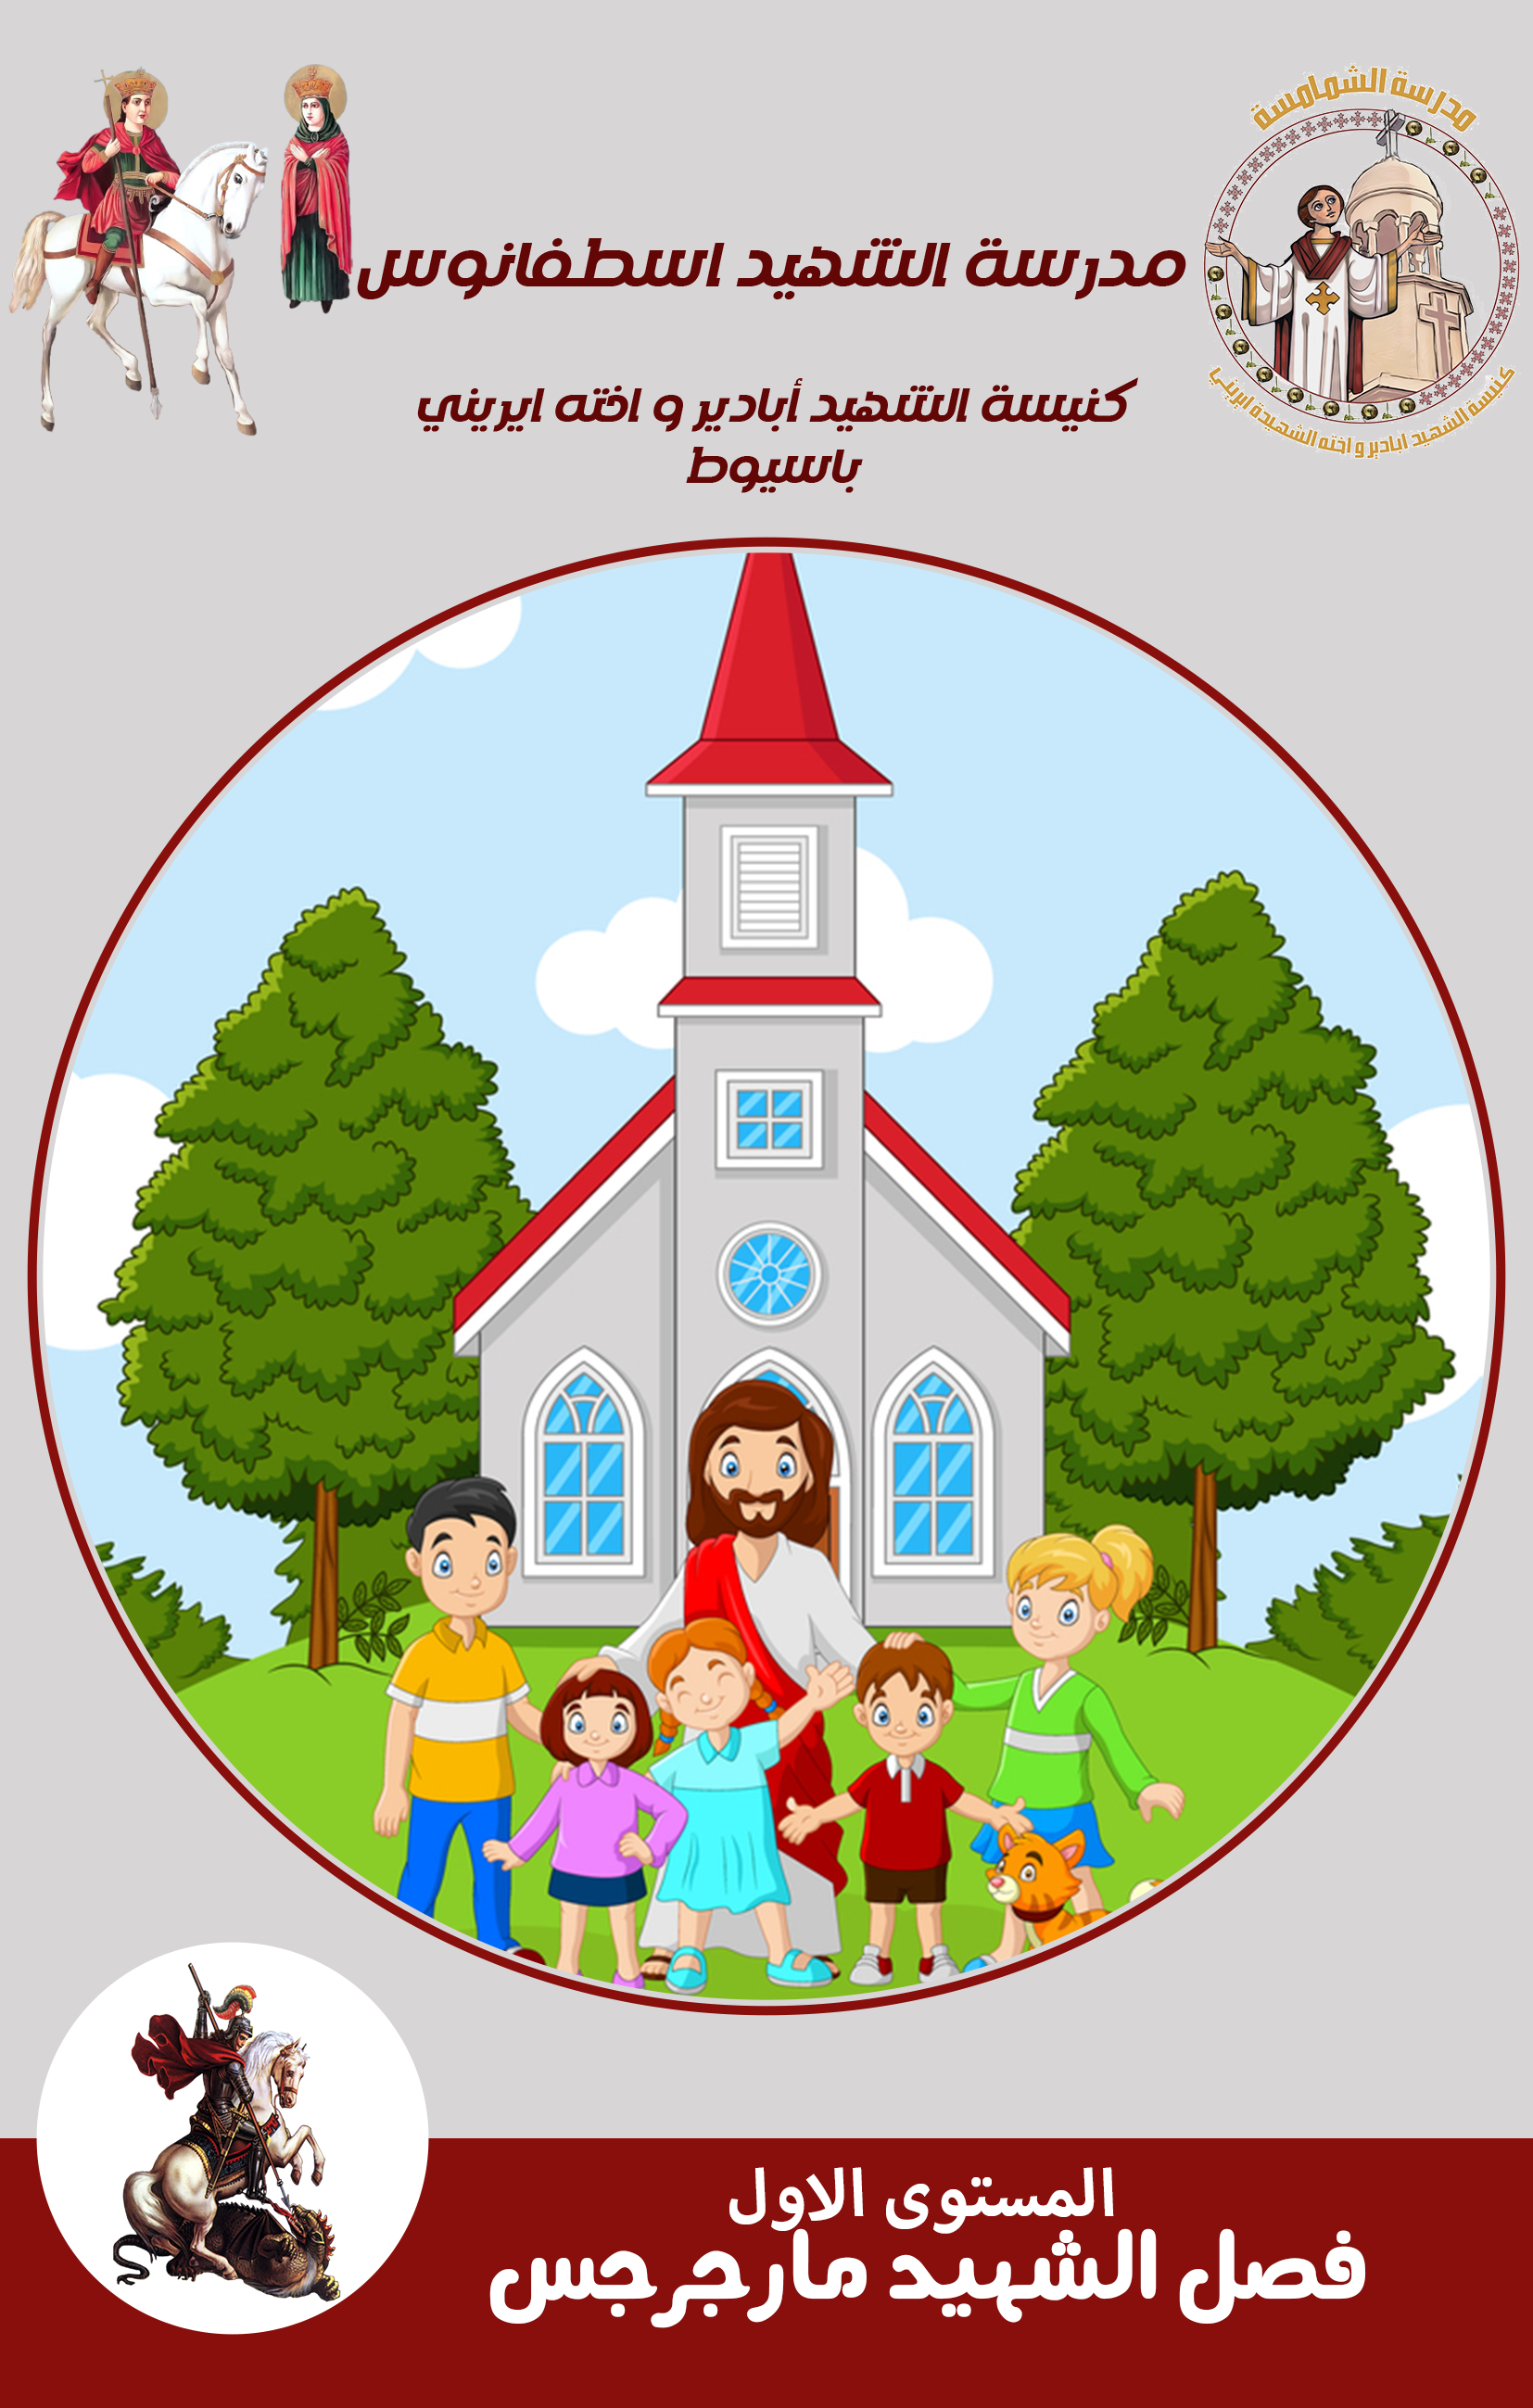 مدرسة الشمامسة
كنيسة الشهيد ابادير و اخته الشهيدة ايريني
مدرسة الشهيد اسطفانوس
كنيسة الشهيد أبادير و اخته ايريني
باسيوط
المستوى الاول
فصل الشهيد مارجرجس